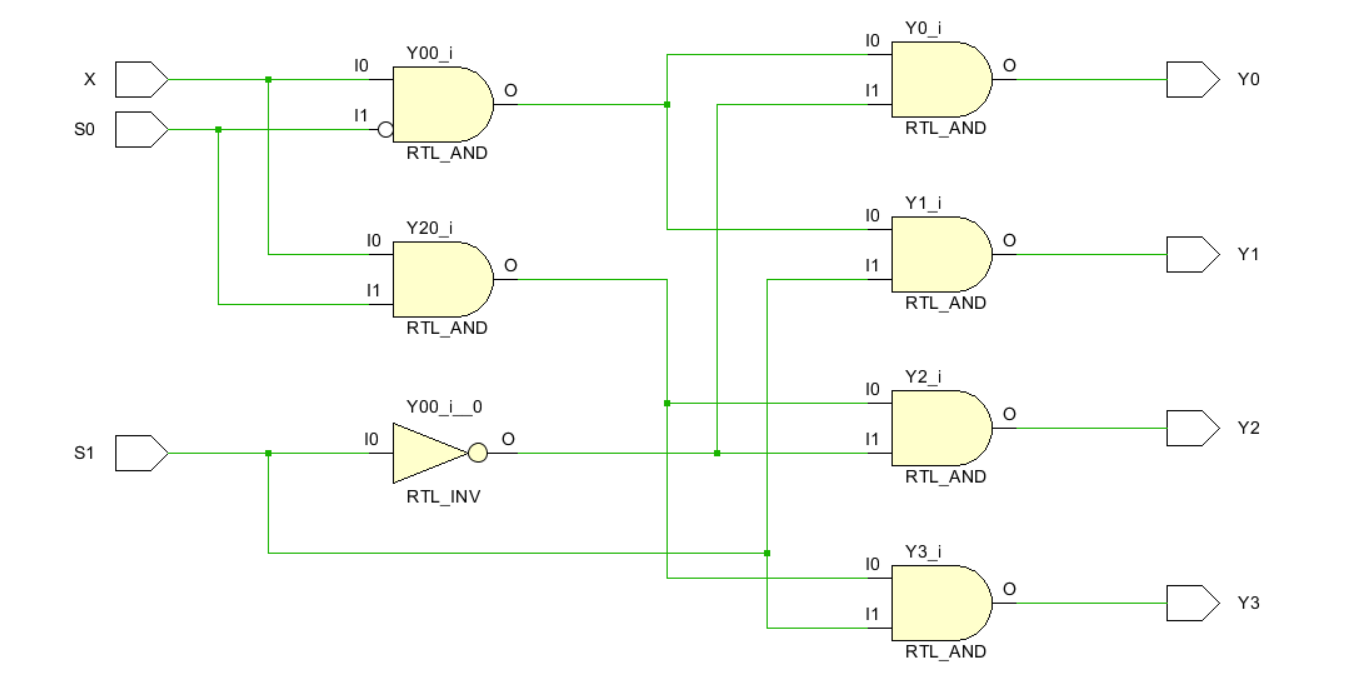 X
S0
S1
Y00_i
I0
I1
O
RTL_AND
Y20_i
I0
I1
O
RTL_AND
Y00_i__0
I0
O
RTL_INV
Y0_i
I0
I1
O
RTL_AND
Y1_i
I0
I1
O
RTL_AND
Y2_i
I0
I1
O
RTL_AND
Y3_i
I0
I1
O
RTL_AND
Y0
Y1
Y2
Y3